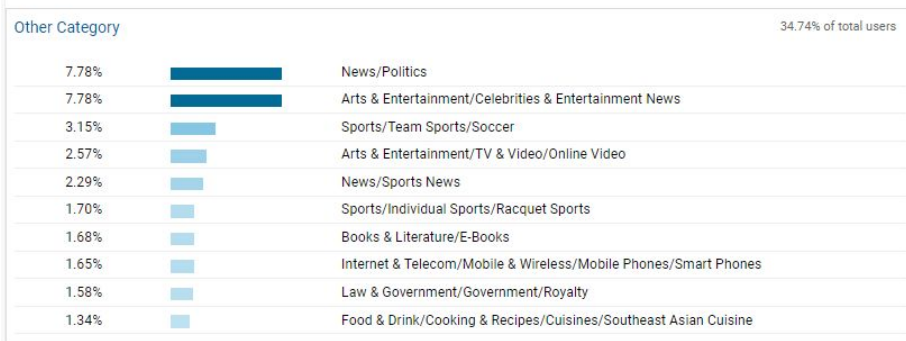 Other Category 34.74% of total users
7.78% News/Politics
7.78% Arts & Entertainment/Celebrities & Entertainment News
3.15% Sports/Team Sports/Soccer
2.57% Arts & Entertainment/TV & Video/Online Video
2.29% News/Sports News
1.70% Sports/Individual Sports/Racquet Sports
1.68% Books & Literature/E-Books
1.65% Internet & Telecom/Mobile & Wireless/Mobile Phones/Smart Phones
1.58% Law & Government/Government/Royalty
1.34% Food & Drink/Cooking & Recipes/Cuisines/Southeast Asian Cuisine